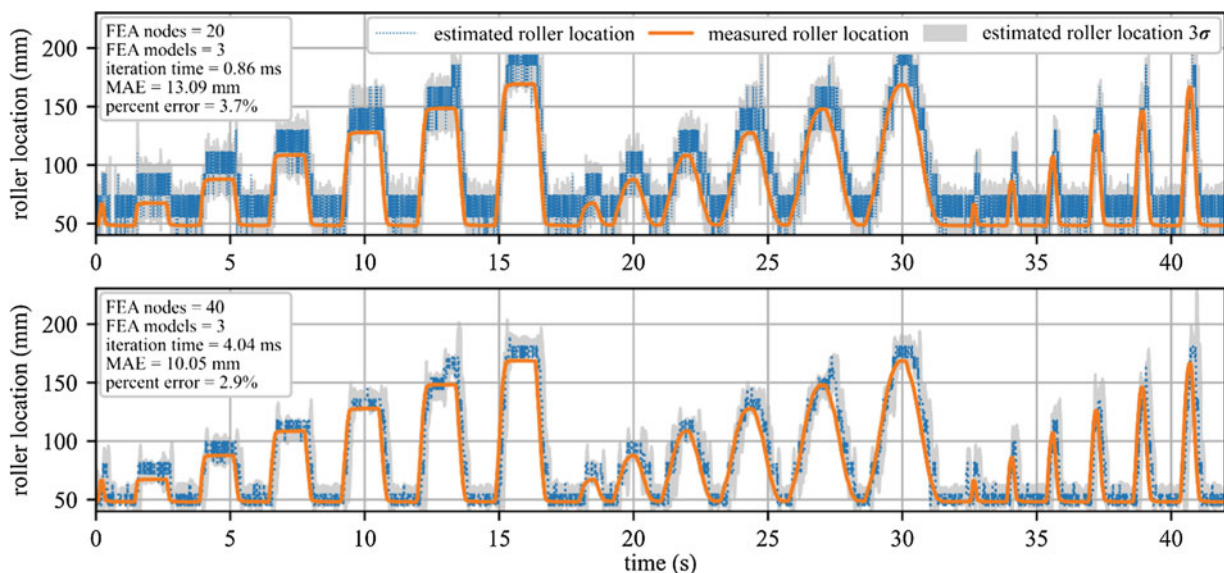 FEA nodes = 20
FEA models = 3
iteration time = 0.86 ms
MAE = 13.09 mm
percent error = 3.7%
estimated roller location
measured roller location
estimated roller location 3σ
roller location (mm)
200
150
100
50
0 5 10 15 20 25 30 35 40
FEA nodes = 40
FEA models = 3
iteration time = 4.04 ms
MAE = 10.05 mm
percent error = 2.9%
roller location (mm)
200
150
100
50
0 5 10 15 20 25 30 35 40
time (s)